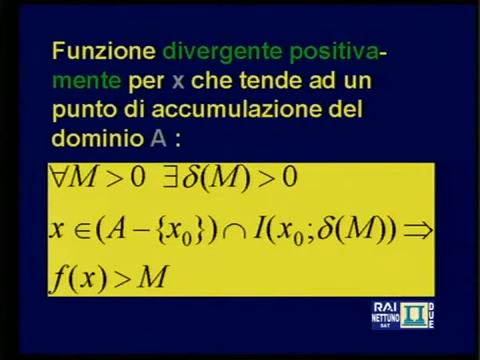 Funzione divergente positiva-
mente per x che tende ad un
punto di accumulazione del
dominio A :
∀M > 0 ∃δ(M) > 0
x ∈ (A − {x₀}) ∩ I(x₀; δ(M)) ⇒
f(x) > M
RAI
NETTUNO
SAT
DUE